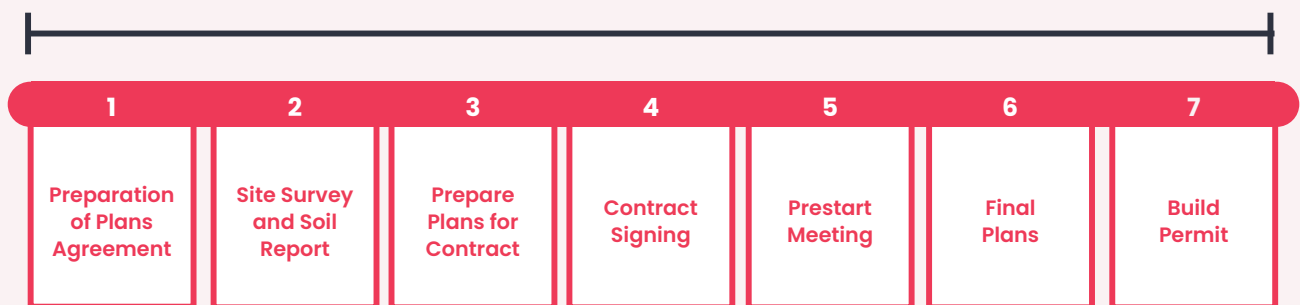 1
2
3
4
5
6
7
Preparation
of Plans
Agreement
Site Survey
and Soil
Report
Prepare
Plans for
Contract
Contract
Signing
Prestart
Meeting
Final
Plans
Build
Permit